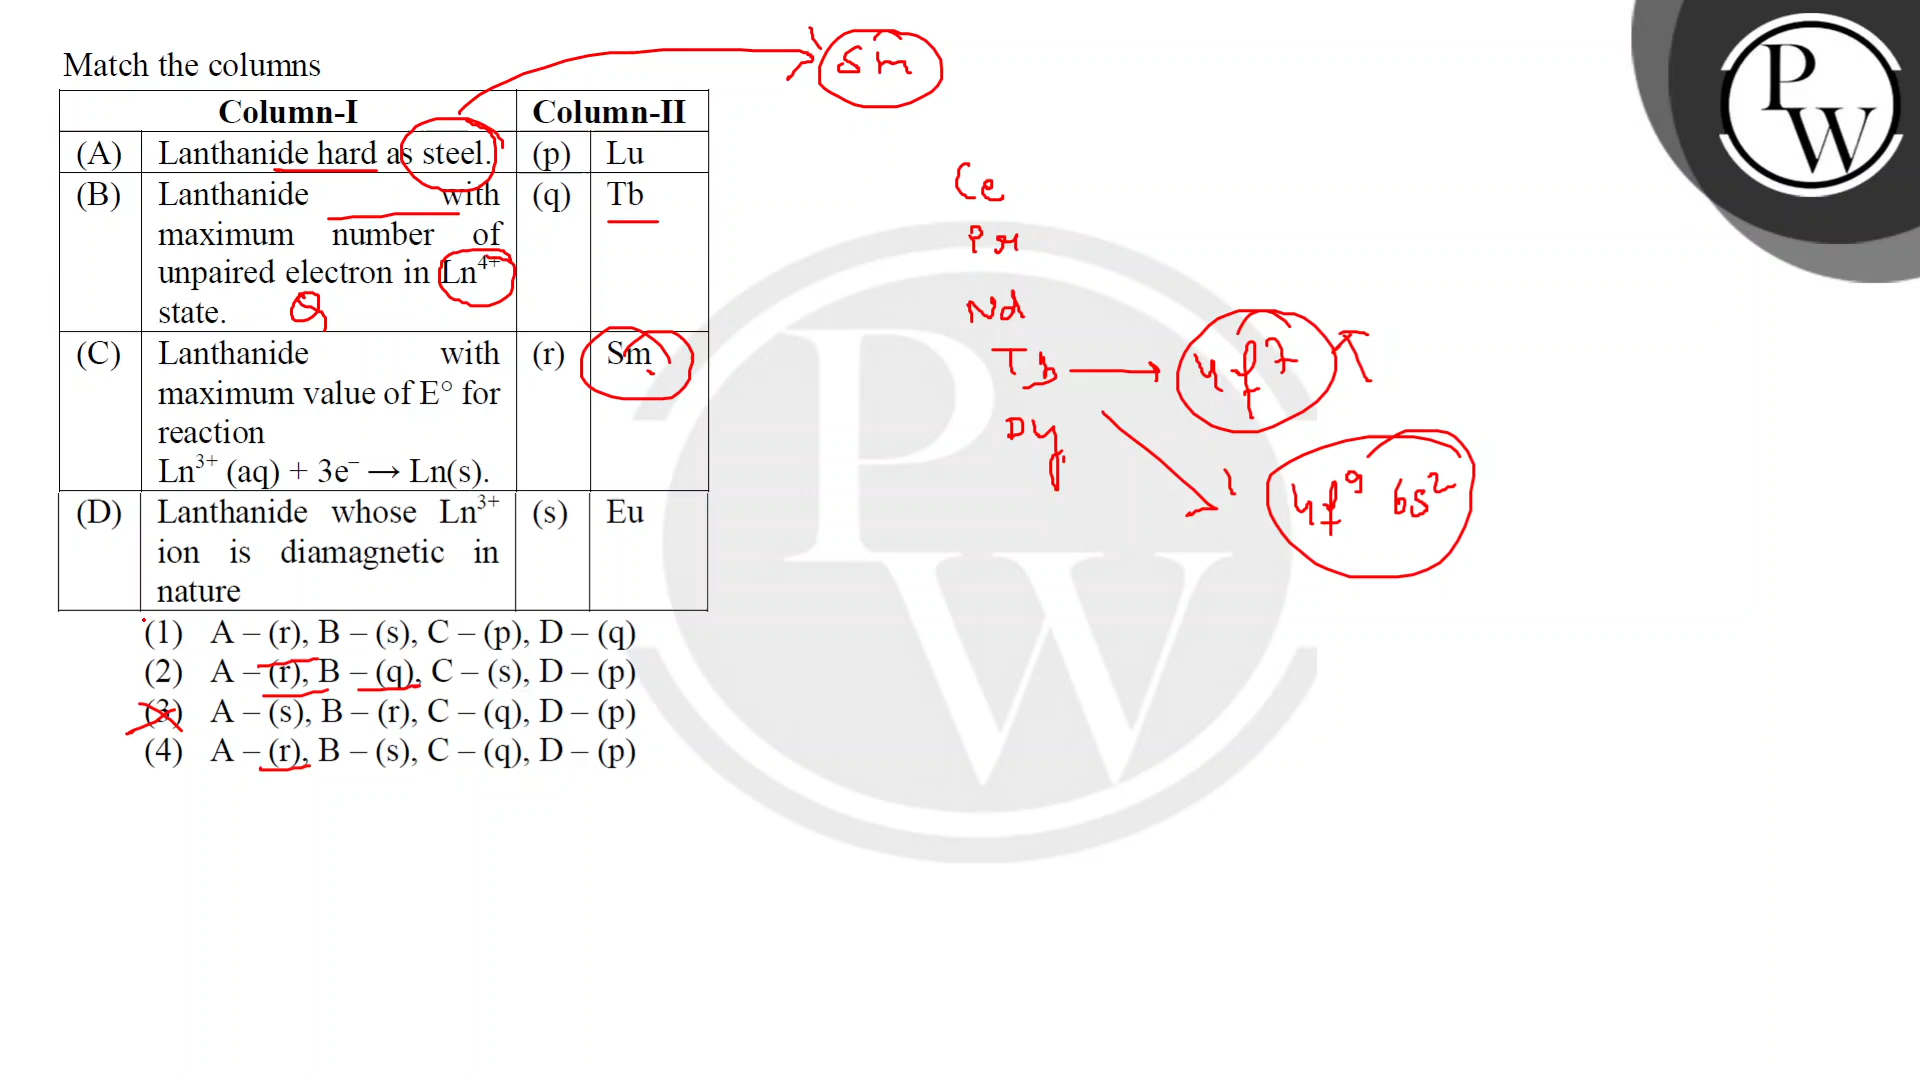 Match the columns
Column-I Column-II
(A) Lanthanide hard as steel. (p) Lu
(B) Lanthanide with (q) Tb
maximum number of
unpaired electron in Ln⁴⁺
state.
Q
(C) Lanthanide with (r) Sm
maximum value of E° for
reaction
Ln³⁺ (aq) + 3e⁻ → Ln(s).
(D) Lanthanide whose Ln³⁺ (s) Eu
ion is diamagnetic in
nature
(1) A – (r), B – (s), C – (p), D – (q)
(2) A – (r), B – (q), C – (s), D – (p)
(3) A – (s), B – (r), C – (q), D – (p)
(4) A – (r), B – (s), C – (q), D – (p)
Sm
Ce
Pr
Nd
Tb → 4f⁷
Dy
4f⁹ 6s²
P
W
P
W